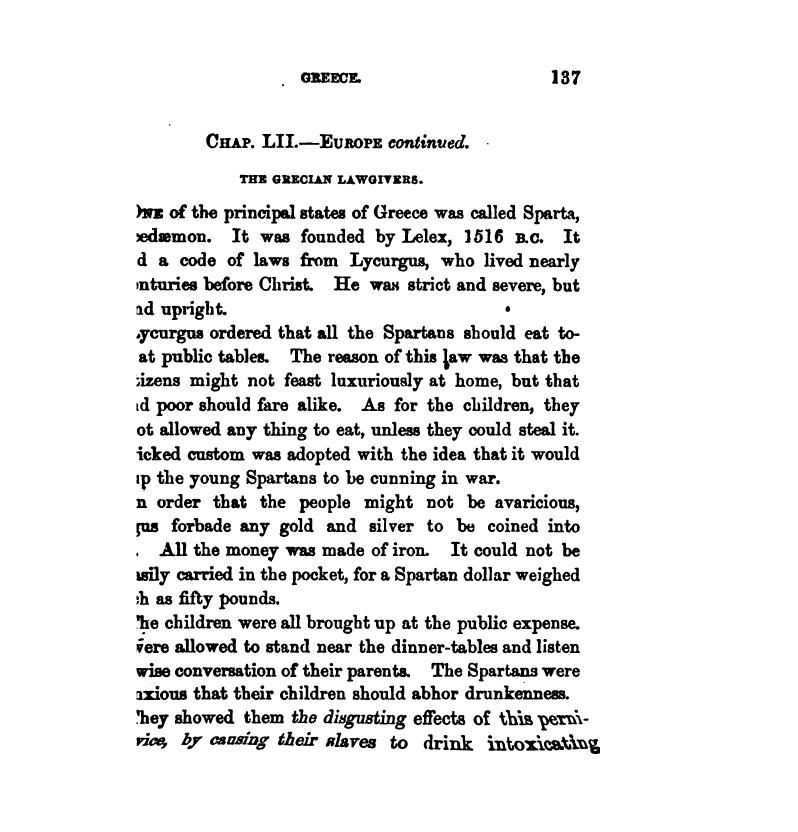 GREECE. 137
CHAP. LII.—EUROPE continued.
THE GRECIAN LAWGIVERS.
of the principal states of Greece was called Sparta,
edæmon. It was founded by Lelex, 1516 B.C. It
d a code of laws from Lycurgus, who lived nearly
nturies before Christ. He was strict and severe, but
nd upright.
ycurgus ordered that all the Spartans should eat to-
at public tables. The reason of this law was that the
izens might not feast luxuriously at home, but that
d poor should fare alike. As for the children, they
ot allowed any thing to eat, unless they could steal it.
icked custom was adopted with the idea that it would
p the young Spartans to be cunning in war.
n order that the people might not be avaricious,
gus forbade any gold and silver to be coined into
. All the money was made of iron. It could not be
sily carried in the pocket, for a Spartan dollar weighed
h as fifty pounds.
he children were all brought up at the public expense.
ere allowed to stand near the dinner-tables and listen
wise conversation of their parents. The Spartans were
nxious that their children should abhor drunkenness.
hey showed them the disgusting effects of this perni-
vice, by causing their slaves to drink intoxicating